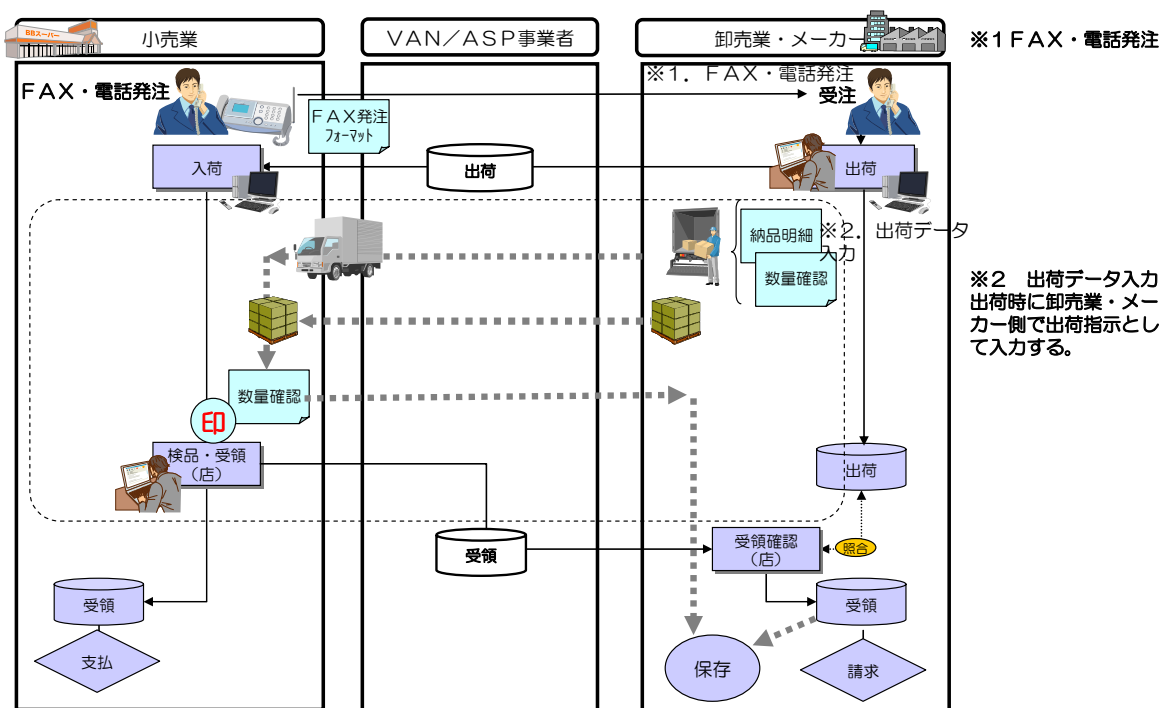 BBスーパー
小売業
VAN／ASP事業者
卸売業・メーカー
※１FAX・電話発注
FAX・電話発注
※１．FAX・電話発注
受注
FAX発注
フォーマット
入荷
出荷
出荷
納品明細
※２．出荷データ
入力
数量確認
※２　出荷データ入力
出荷時に卸売業・メー
カー側で出荷指示とし
て入力する。
数量確認
印
検品・受領
（店）
出荷
受領
受領確認
（店）
照合
受領
受領
支払
保存
請求